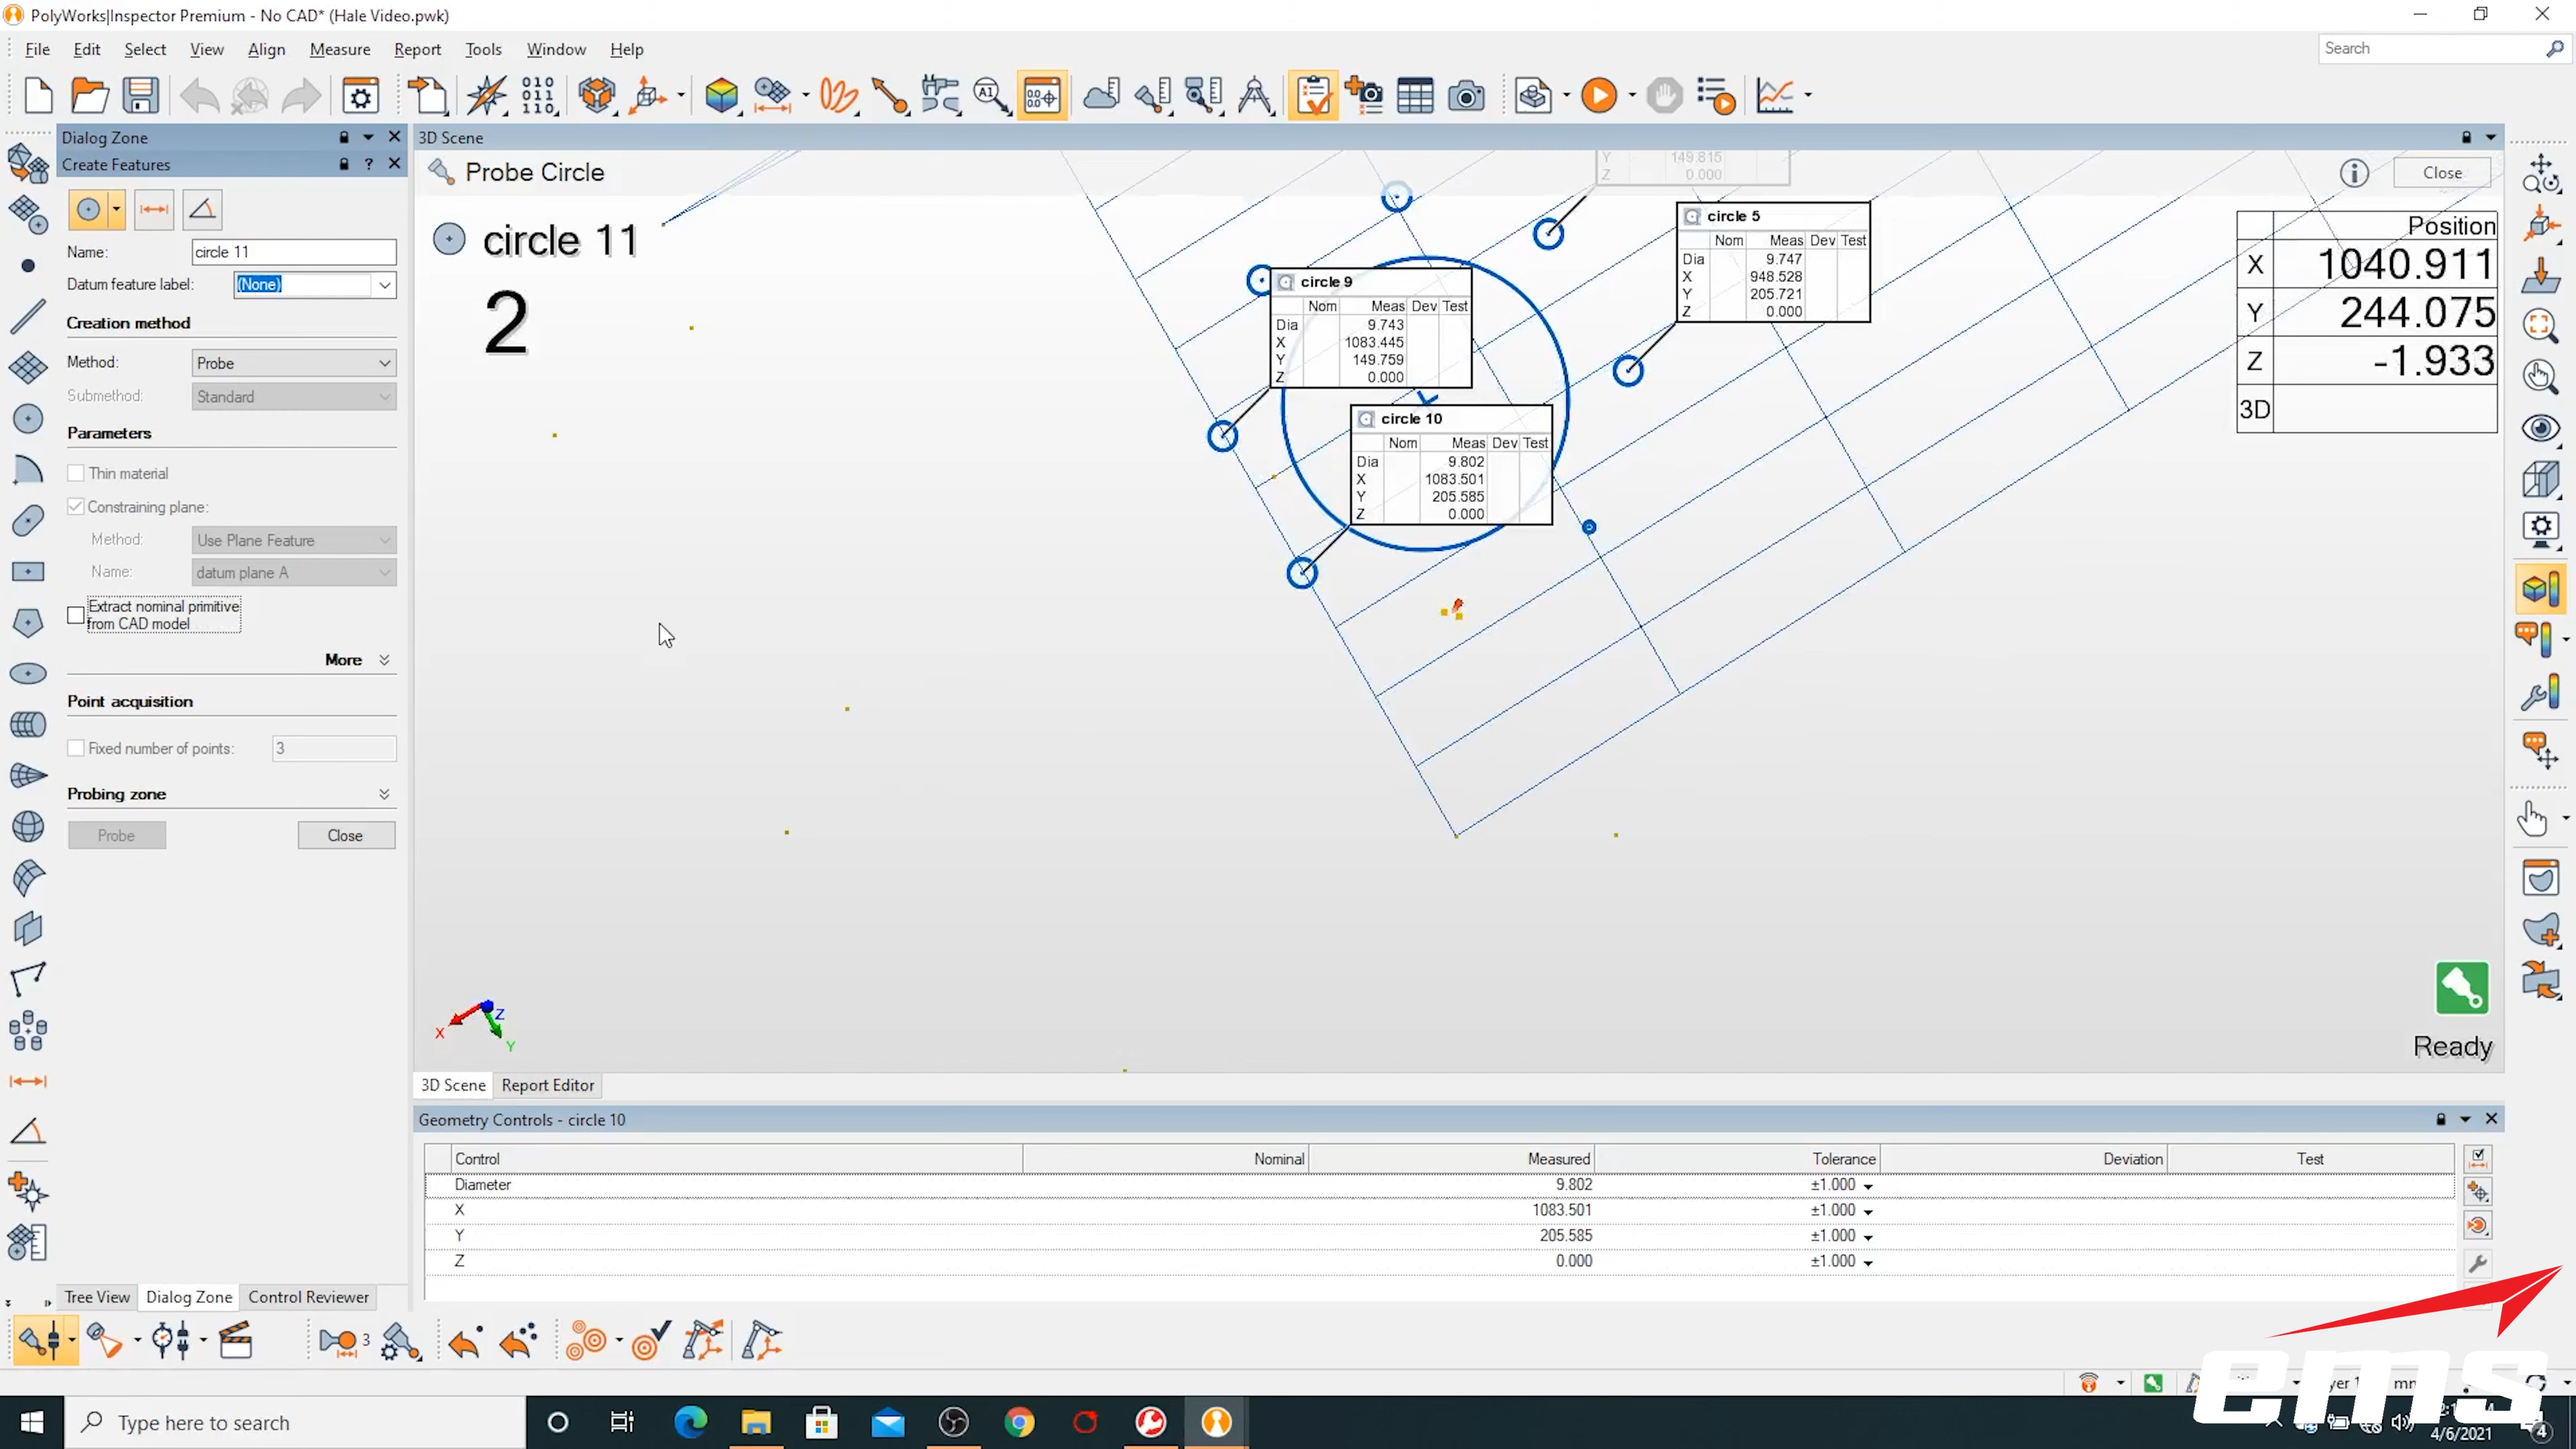 PolyWorks|Inspector Premium - No CAD* (Hale Video.pwk)
File Edit Select View Align Measure Report Tools Window Help
Search
Dialog Zone
Create Features
Name: circle 11
Datum feature label: (None)
Creation method
Method: Probe
Submethod: Standard
Parameters
Thin material
Constraining plane:
Method: Use Plane Feature
Name: datum plane A
Extract nominal primitive
from CAD model
More
Point acquisition
Fixed number of points: 3
Probing zone
Probe Close
Tree View Dialog Zone Control Reviewer
3D Scene
Probe Circle
Close
circle 11
2
Y 149.815
Z 0.000
circle 5
Nom Meas Dev Test
Dia 9.747
X 948.528
Y 205.721
Z 0.000
circle 9
Nom Meas Dev Test
Dia 9.743
X 1083.445
Y 149.759
Z 0.000
circle 10
Nom Meas Dev Test
Dia 9.802
X 1083.501
Y 205.585
Z 0.000
Position
X 1040.911
Y 244.075
Z -1.933
3D
X Z Y
Ready
3D Scene Report Editor
Geometry Controls - circle 10
Control Nominal Measured Tolerance Deviation Test
Diameter 9.802 ±1.000
X 1083.501 ±1.000
Y 205.585 ±1.000
Z 0.000 ±1.000
3
ems
Type here to search
4/6/2021
4